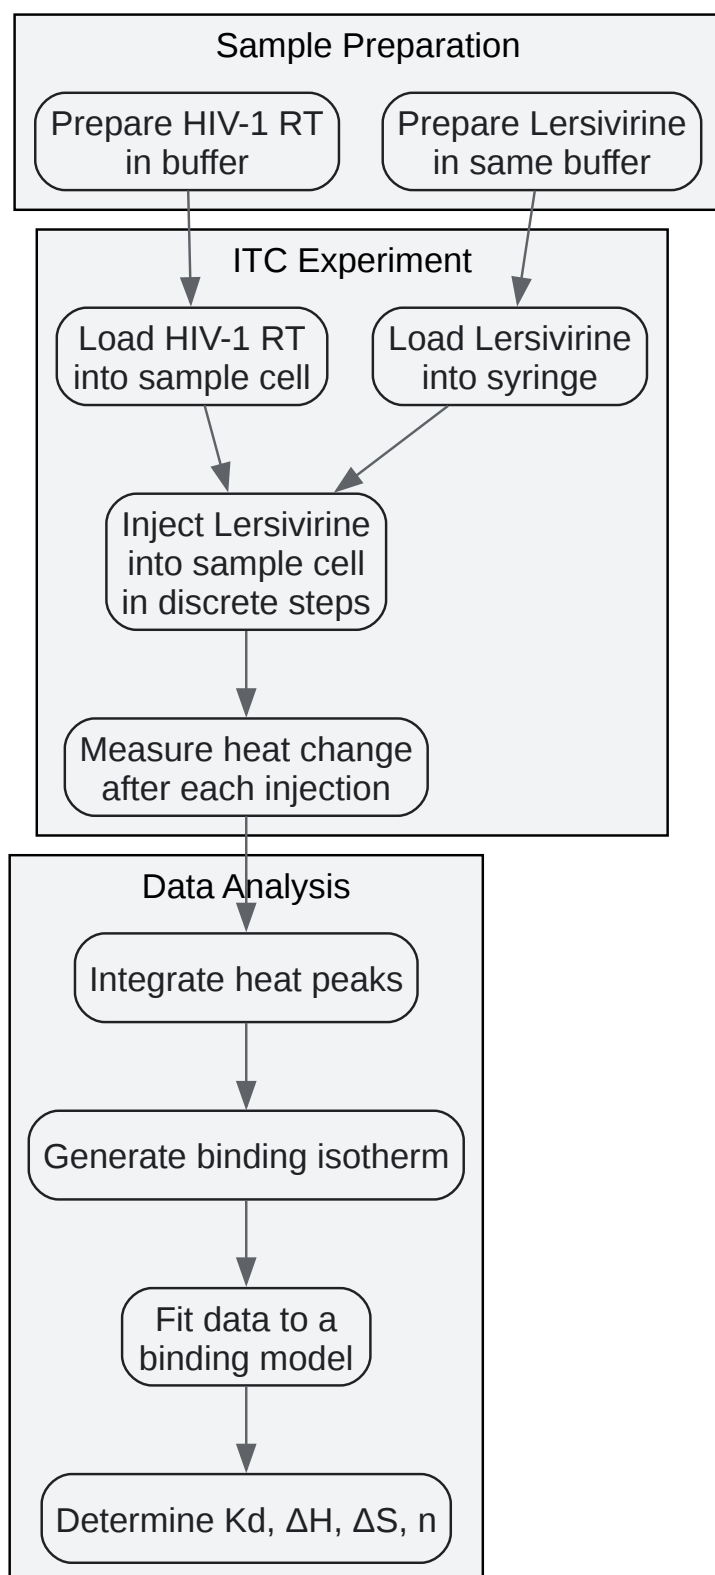 Sample Preparation
Prepare HIV-1 RT
in buffer
Prepare Lersivirine
in same buffer
ITC Experiment
Load HIV-1 RT
into sample cell
Load Lersivirine
into syringe
Inject Lersivirine
into sample cell
in discrete steps
Measure heat change
after each injection
Data Analysis
Integrate heat peaks
Generate binding isotherm
Fit data to a
binding model
Determine Kd, ΔH, ΔS, n